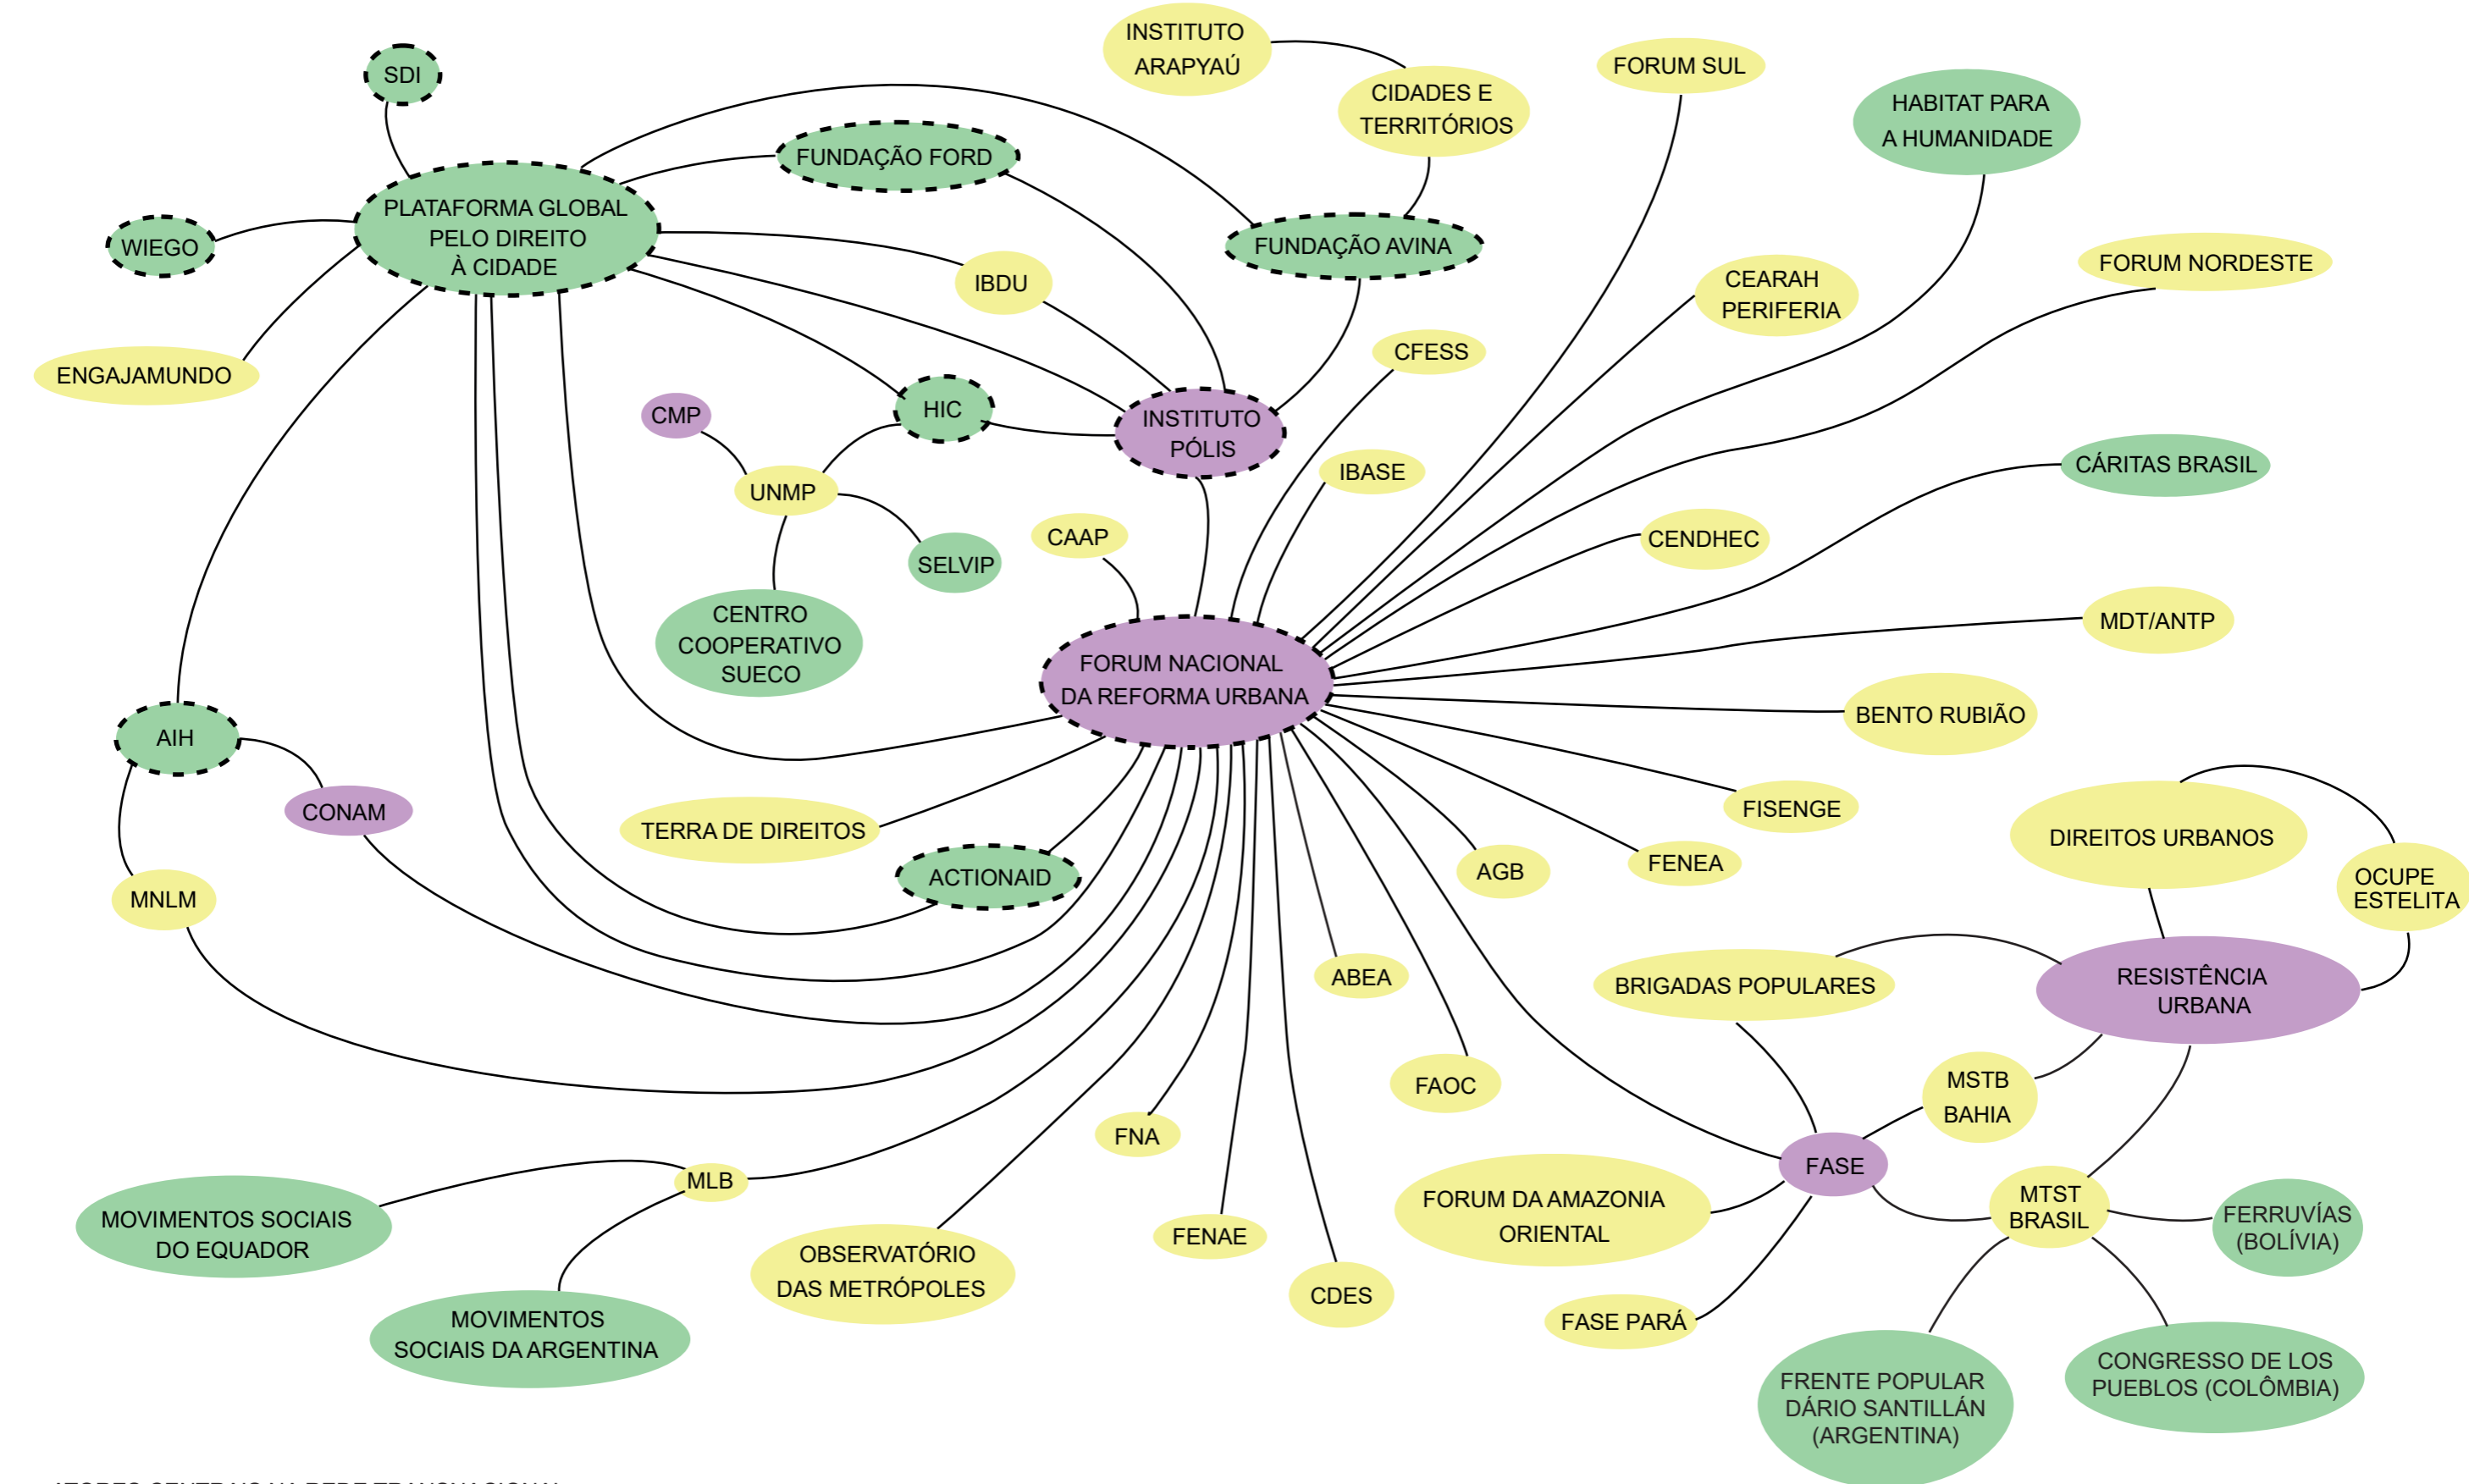 INSTITUTO
ARAPYAÚ
SDI
FORUM SUL
CIDADES E
TERRITÓRIOS
HABITAT PARA
A HUMANIDADE
FUNDAÇÃO FORD
PLATAFORMA GLOBAL
PELO DIREITO
À CIDADE
WIEGO
FUNDAÇÃO AVINA
FORUM NORDESTE
IBDU
CEARAH
PERIFERIA
ENGAJAMUNDO
CFESS
CMP
HIC
INSTITUTO
PÓLIS
IBASE
CÁRITAS BRASIL
UNMP
CAAP
CENDHEC
SELVIP
CENTRO
COOPERATIVO
SUECO
MDT/ANTP
FORUM NACIONAL
DA REFORMA URBANA
BENTO RUBIÃO
AIH
CONAM
FISENGE
TERRA DE DIREITOS
DIREITOS URBANOS
ACTIONAID
AGB
FENEA
OCUPE
ESTELITA
MNLM
ABEA
BRIGADAS POPULARES
RESISTÊNCIA
URBANA
FAOC
MSTB
BAHIA
FNA
FASE
MLB
FORUM DA AMAZONIA
ORIENTAL
MTST
BRASIL
FERRUVÍAS
(BOLÍVIA)
MOVIMENTOS SOCIAIS
DO EQUADOR
OBSERVATÓRIO
DAS METRÓPOLES
FENAE
CDES
FASE PARÁ
MOVIMENTOS
SOCIAIS DA ARGENTINA
FRENTE POPULAR
DÁRIO SANTILLÁN
(ARGENTINA)
CONGRESSO DE LOS
PUEBLOS (COLÔMBIA)